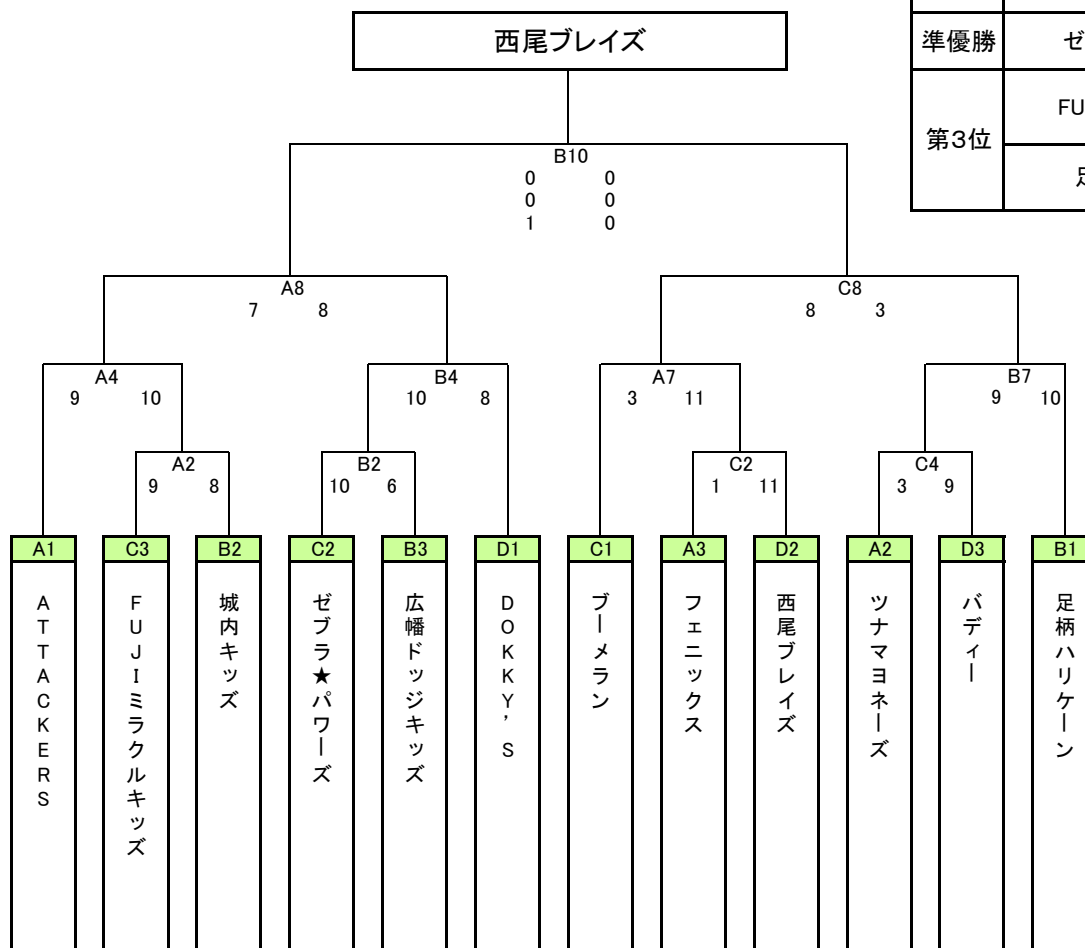 西尾ブレイズ
準優勝 ゼ
第3位 FU
足
B10
0 0
0 0
1 0
A8
7 8
C8
8 3
A4
9 10
B4
10 8
A7
3 11
B7
9 10
A2
9 8
B2
10 6
C2
1 11
C4
3 9
A1 C3 B2 C2 B3 D1 C1 A3 D2 A2 D3 B1
ATTACKERS
FUJIミラクルキッズ
城内キッズ
ゼブラ★パワーズ
広幡ドッジキッズ
DOKKY’S
ブーメラン
フェニックス
西尾ブレイズ
ツナマヨネーズ
バディー
足柄ハリケーン